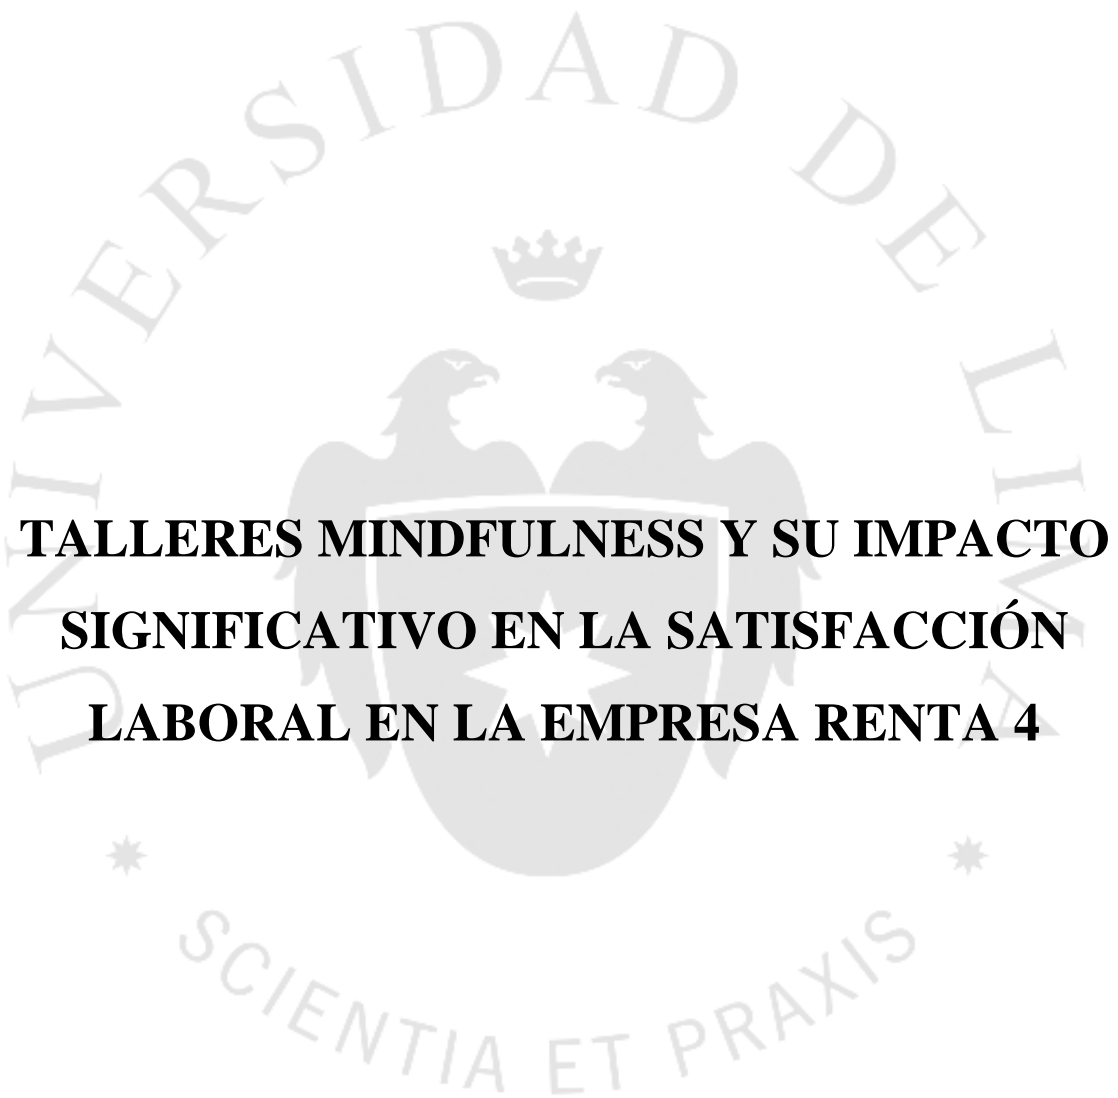 UNIVERSIDAD DE LIMA
TALLERES MINDFULNESS Y SU IMPACTO
SIGNIFICATIVO EN LA SATISFACCIÓN
LABORAL EN LA EMPRESA RENTA 4
SCIENTIA ET PRAXIS